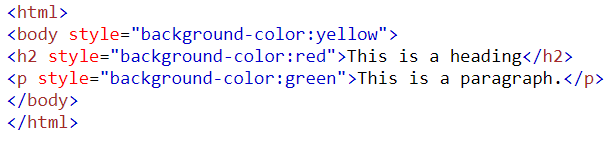 <html>
<body style="background-color:yellow">
<h2 style="background-color:red">This is a heading</h2>
<p style="background-color:green">This is a paragraph.</p>
</body>
</html>